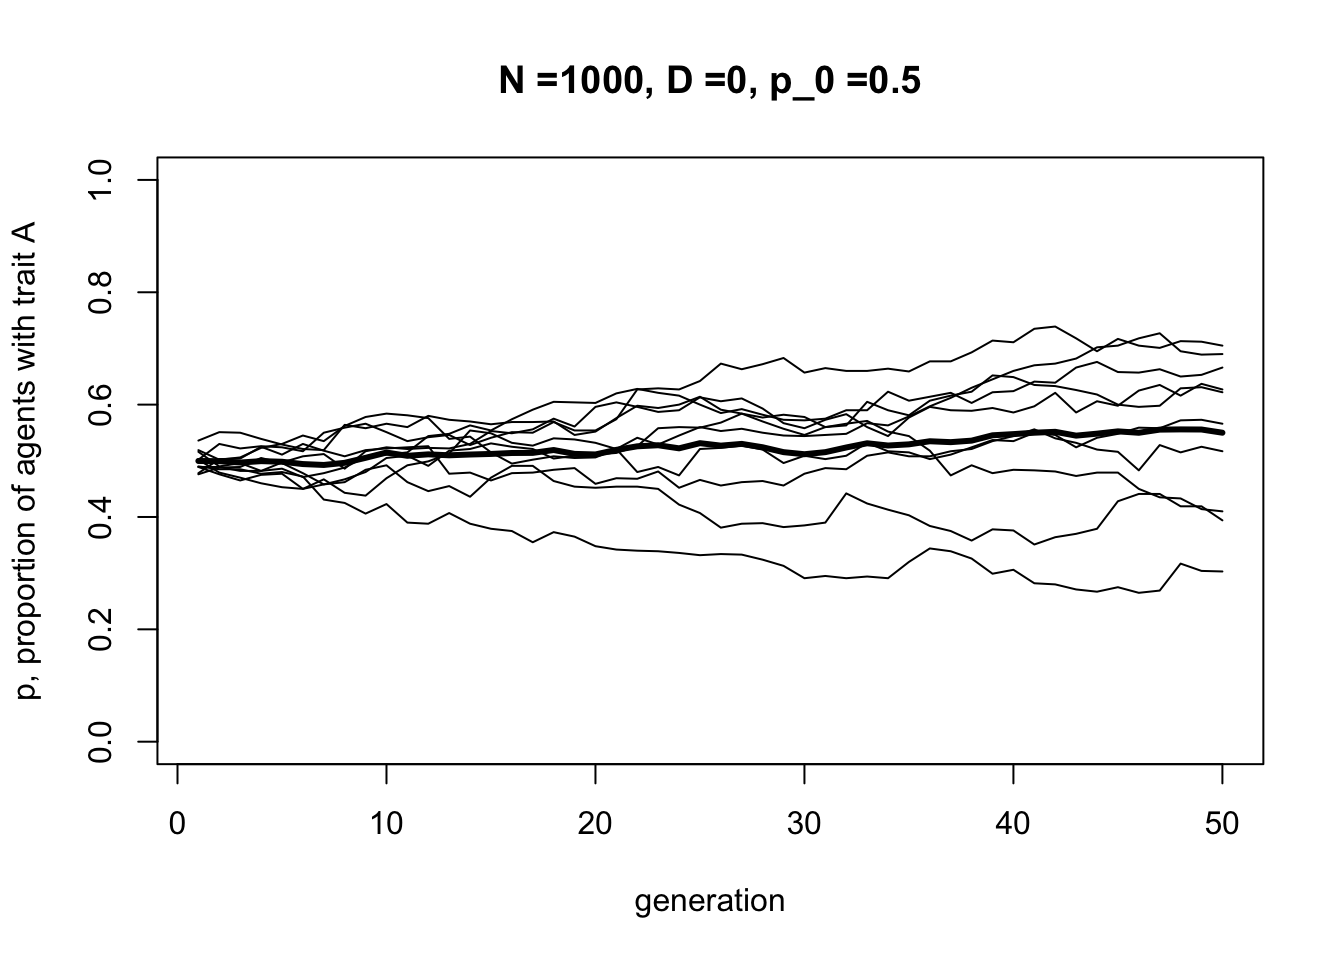 N =1000, D =0, p_0 =0.5
p, proportion of agents with trait A
1.0
0.8
0.6
0.4
0.2
0.0
0 10 20 30 40 50
generation